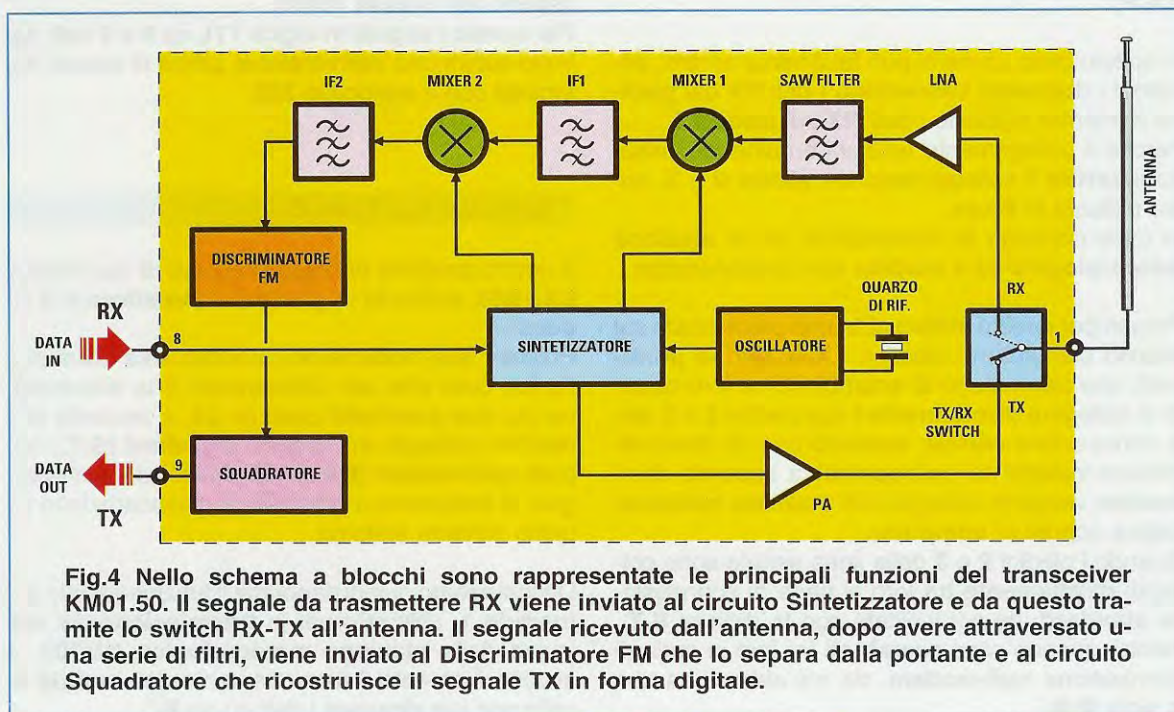 IF2
MIXER 2
IF1
MIXER 1
SAW FILTER
LNA
ANTENNA
DISCRIMINATORE
FM
RX
DATA
IN
8
SINTETIZZATORE
OSCILLATORE
QUARZO
DI RIF.
RX
1
TX/RX
SWITCH
TX
DATA
OUT
9
TX
SQUADRATORE
PA
Fig.4 Nello schema a blocchi sono rappresentate le principali funzioni del transceiver
KM01.50. Il segnale da trasmettere RX viene inviato al circuito Sintetizzatore e da questo tra-
mite lo switch RX-TX all'antenna. Il segnale ricevuto dall'antenna, dopo avere attraversato u-
na serie di filtri, viene inviato al Discriminatore FM che lo separa dalla portante e al circuito
Squadratore che ricostruisce il segnale TX in forma digitale.